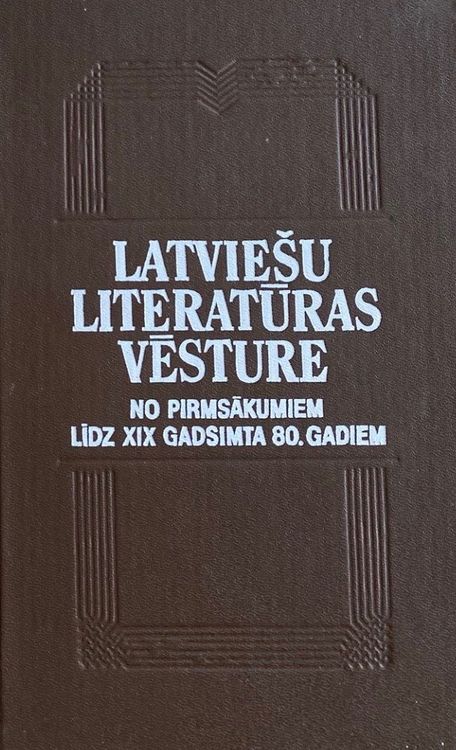 LATVIEŠU
LITERATŪRAS
VĒSTURE
NO PIRMSĀKUMIEM
LĪDZ XIX GADSIMTA 80. GADIEM